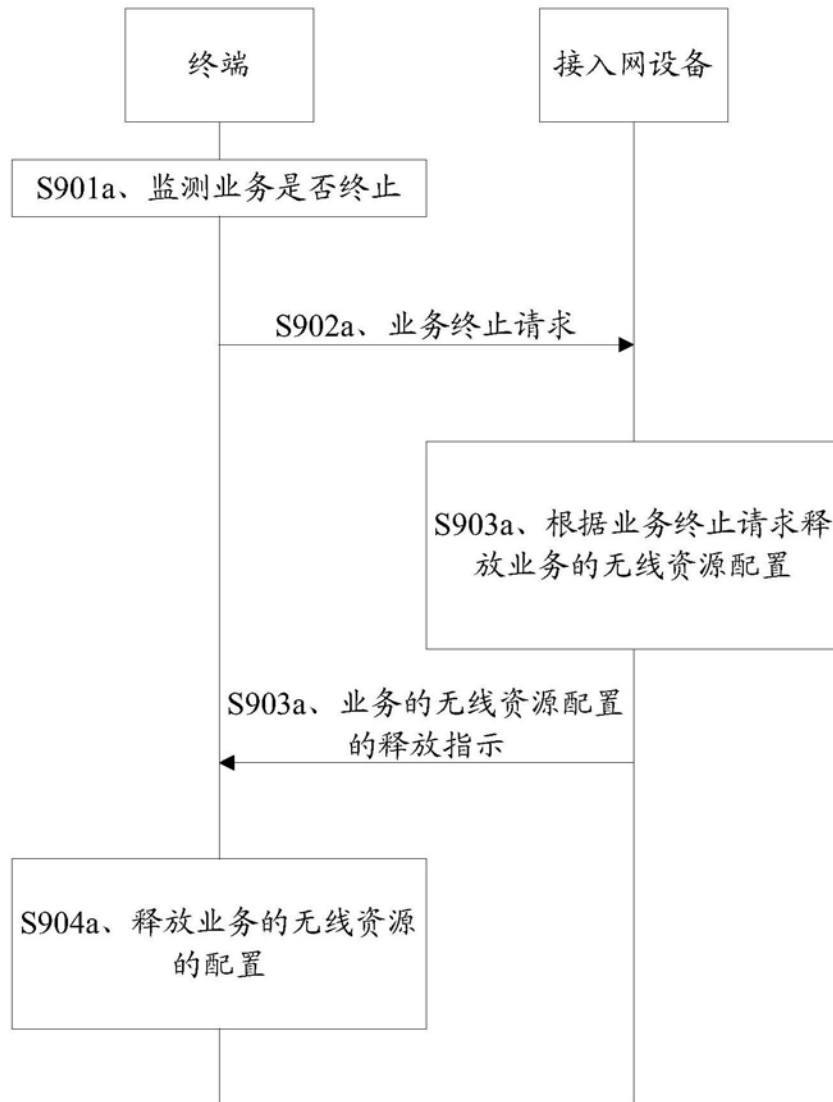 终端
接入网设备
S901a、监测业务是否终止
S902a、业务终止请求
S903a、根据业务终止请求释
放业务的无线资源配置
S903a、业务的无线资源配置
的释放指示
S904a、释放业务的无线资源
的配置